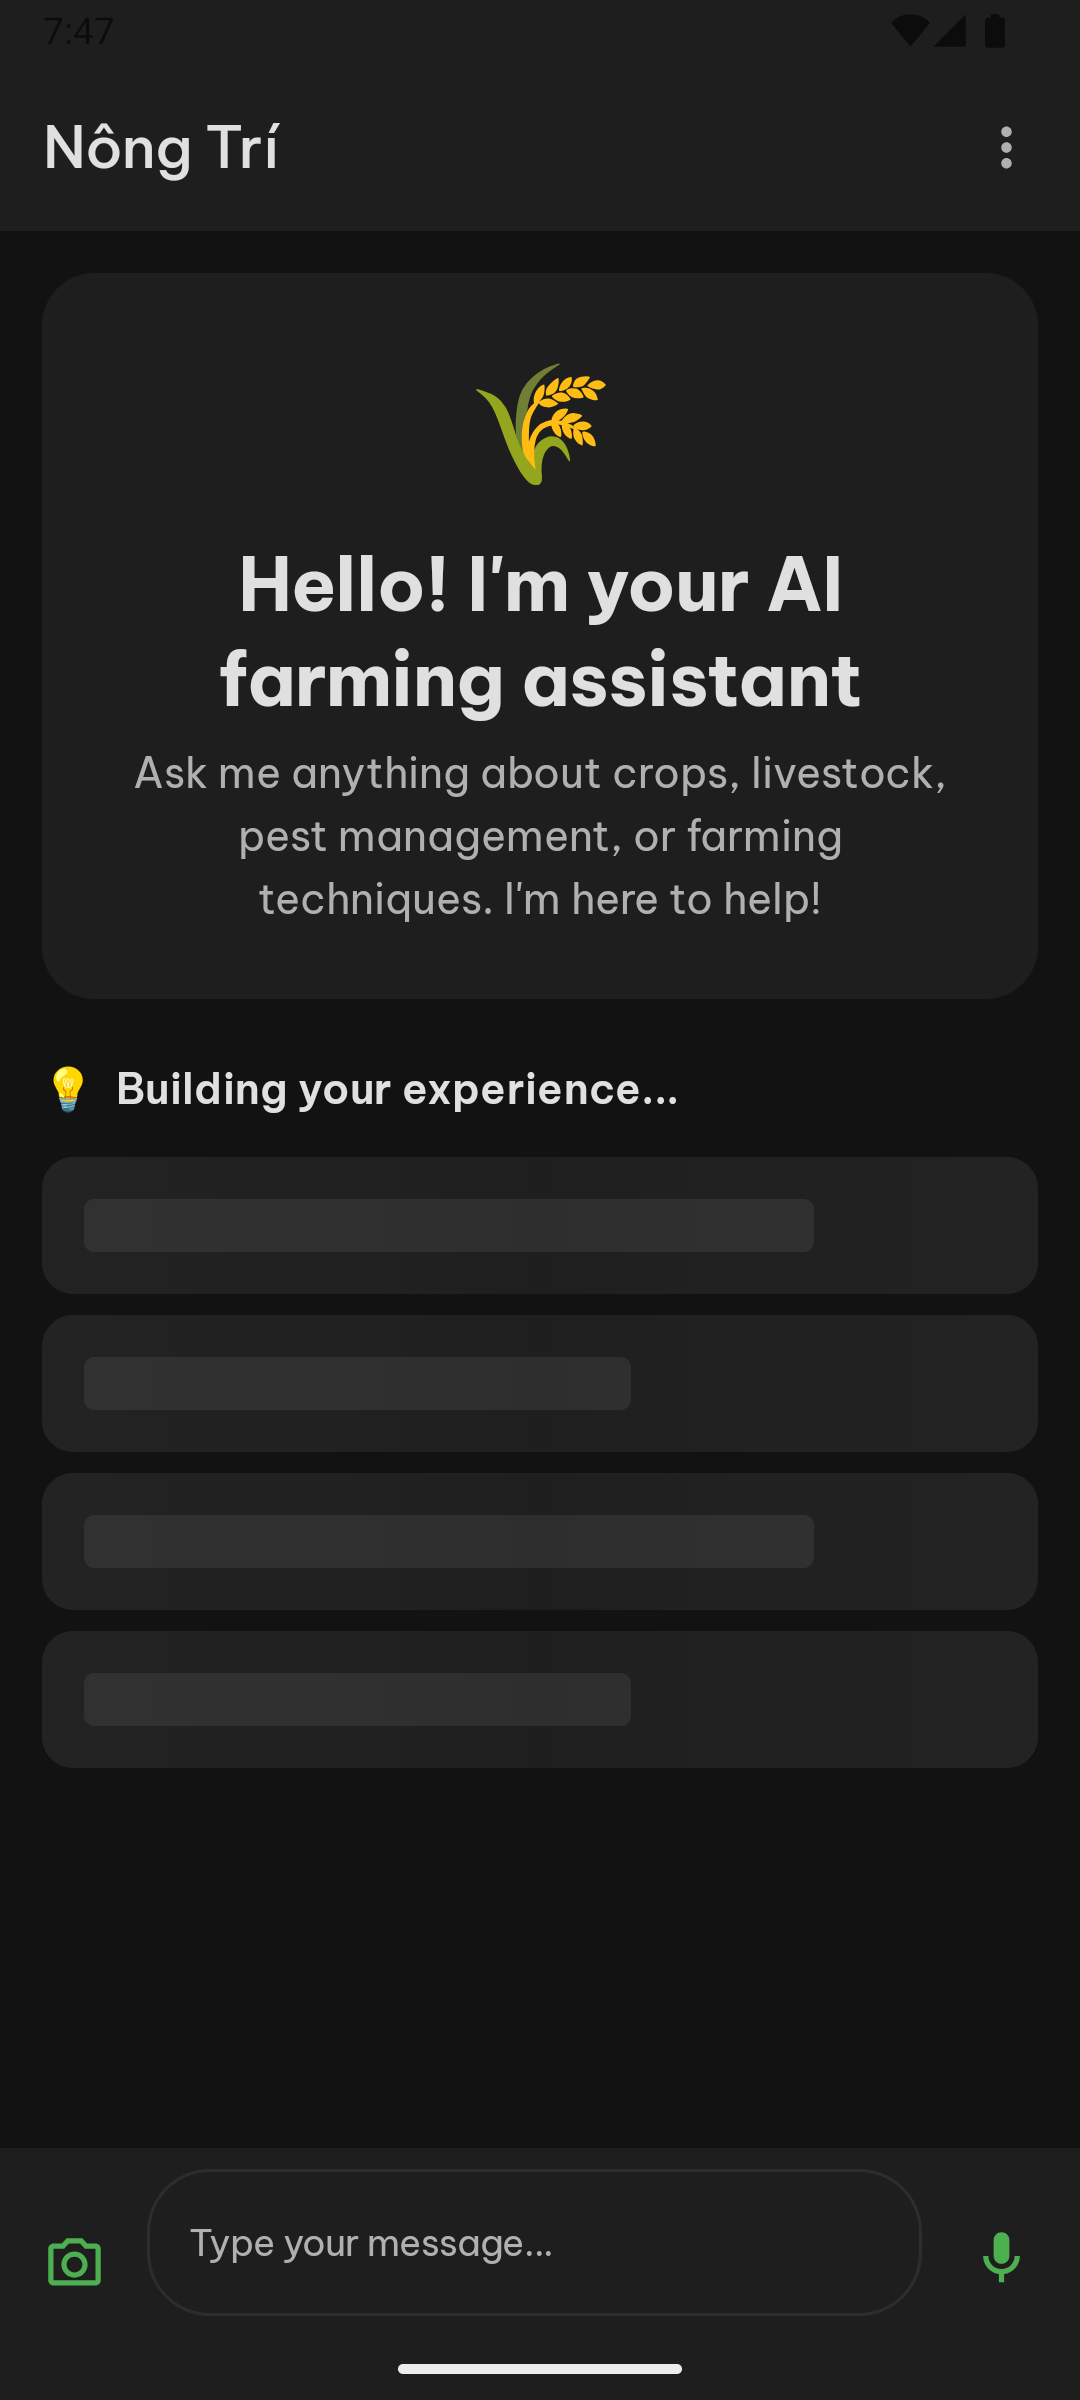 7:47
Nông Trí
Hello! I'm your AI
farming assistant
Ask me anything about crops, livestock,
pest management, or farming
techniques. I'm here to help!
💡 Building your experience...
Type your message...